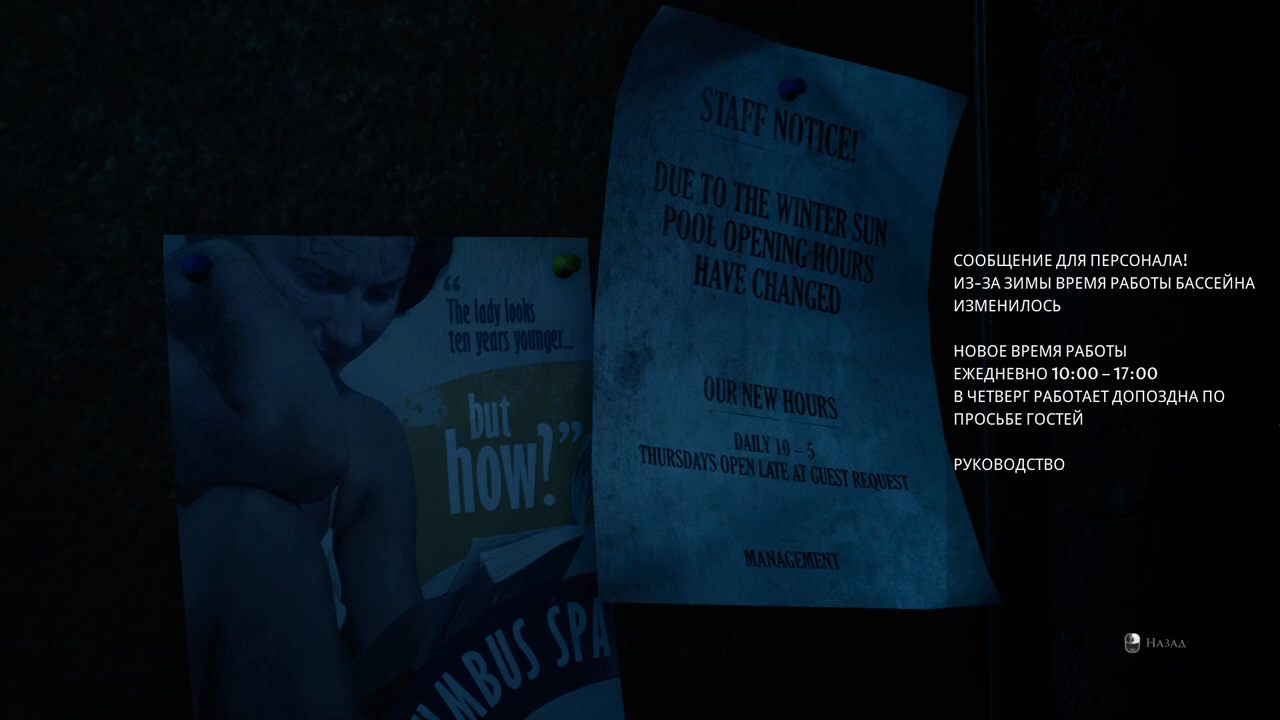 STAFF NOTICE!
DUE TO THE WINTER SUN
POOL OPENING HOURS
HAVE CHANGED
OUR NEW HOURS
DAILY 10 – 5
THURSDAYS OPEN LATE AT GUEST REQUEST
MANAGEMENT
“The lady looks
ten years younger...
but
how?”
SPA
СООБЩЕНИЕ ДЛЯ ПЕРСОНАЛА!
ИЗ-ЗА ЗИМЫ ВРЕМЯ РАБОТЫ БАССЕЙНА
ИЗМЕНИЛОСЬ
НОВОЕ ВРЕМЯ РАБОТЫ
ЕЖЕДНЕВНО 10:00 – 17:00
В ЧЕТВЕРГ РАБОТАЕТ ДОПОЗДНА ПО
ПРОСЬБЕ ГОСТЕЙ
РУКОВОДСТВО
Назад